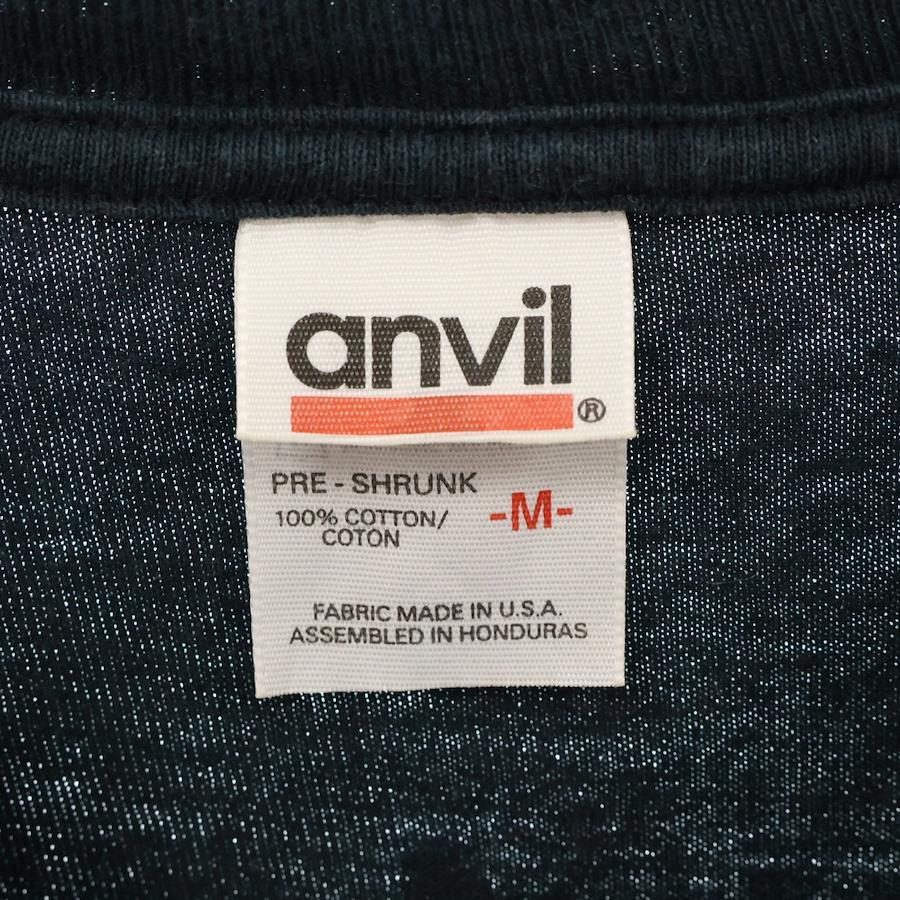 anvil®
PRE - SHRUNK
100% COTTON/
COTON
-M-
FABRIC MADE IN U.S.A.
ASSEMBLED IN HONDURAS